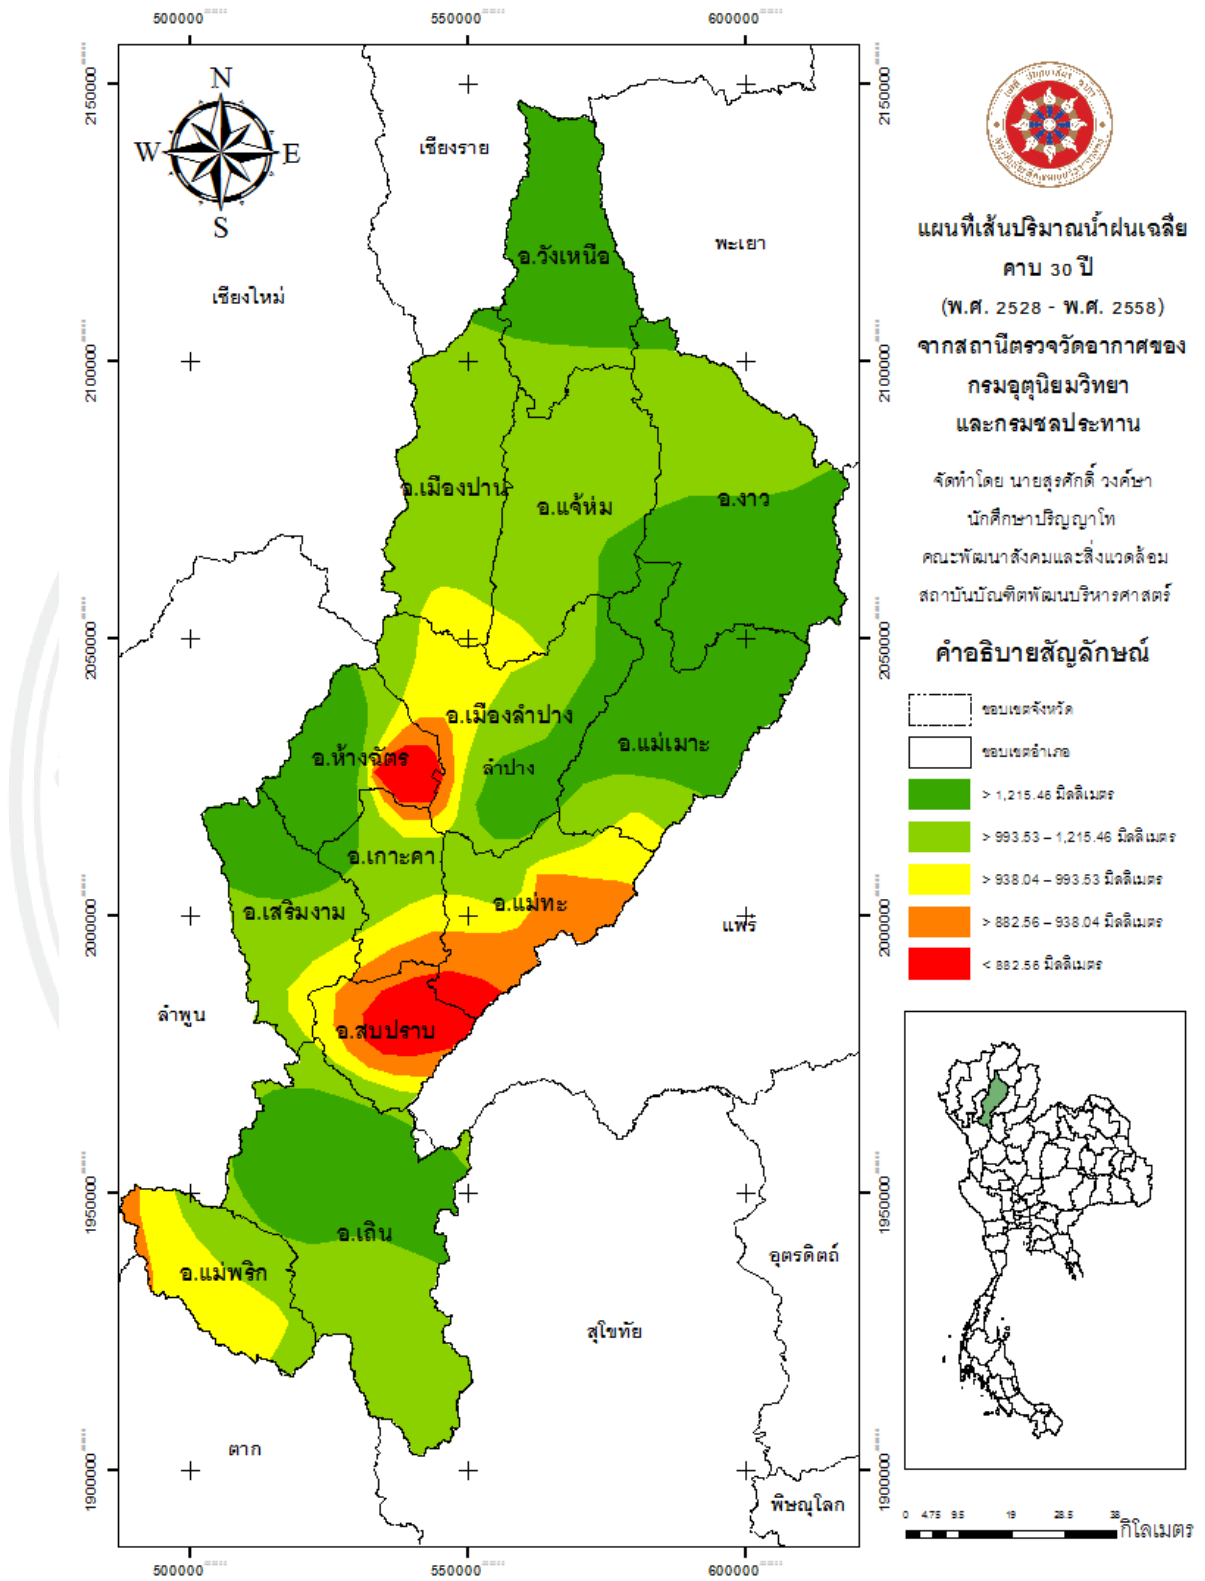 500000
550000
600000
N
W
E
S
2150000
2100000
2050000
2000000
1950000
1900000
2150000
2100000
2050000
2000000
1950000
1900000
เชียงราย
พะเยา
เชียงใหม่
อ.วังเหนือ
อ.เมืองปาน
อ.แจ้ห่ม
อ.งาว
อ.เมืองลำปาง
อ.แม่เมาะ
อ.ห้างฉัตร
ลำปาง
อ.เกาะคา
อ.เสริมงาม
อ.แม่ทะ
แพร่
ลำพูน
อ.สบปราบ
อ.เถิน
อ.แม่พริก
อุตรดิตถ์
สุโขทัย
ตาก
พิษณุโลก
500000
550000
600000
แผนที่เส้นปริมาณน้ำฝนเฉลี่ย
คาบ 30 ปี
(พ.ศ. 2528 - พ.ศ. 2558)
จากสถานีตรวจวัดอากาศของ
กรมอุตุนิยมวิทยา
และกรมชลประทาน
จัดทำโดย นายสุรศักดิ์ วงค์ษา
นักศึกษาปริญญาโท
คณะพัฒนาสังคมและสิ่งแวดล้อม
สถาบันบัณฑิตพัฒนบริหารศาสตร์
คำอธิบายสัญลักษณ์
ขอบเขตจังหวัด
ขอบเขตอำเภอ
> 1,215.46 มิลลิเมตร
> 993.53 – 1,215.46 มิลลิเมตร
> 938.04 – 993.53 มิลลิเมตร
> 882.56 – 938.04 มิลลิเมตร
< 882.56 มิลลิเมตร
0 4.75 9.5 19 28.5 38
กิโลเมตร